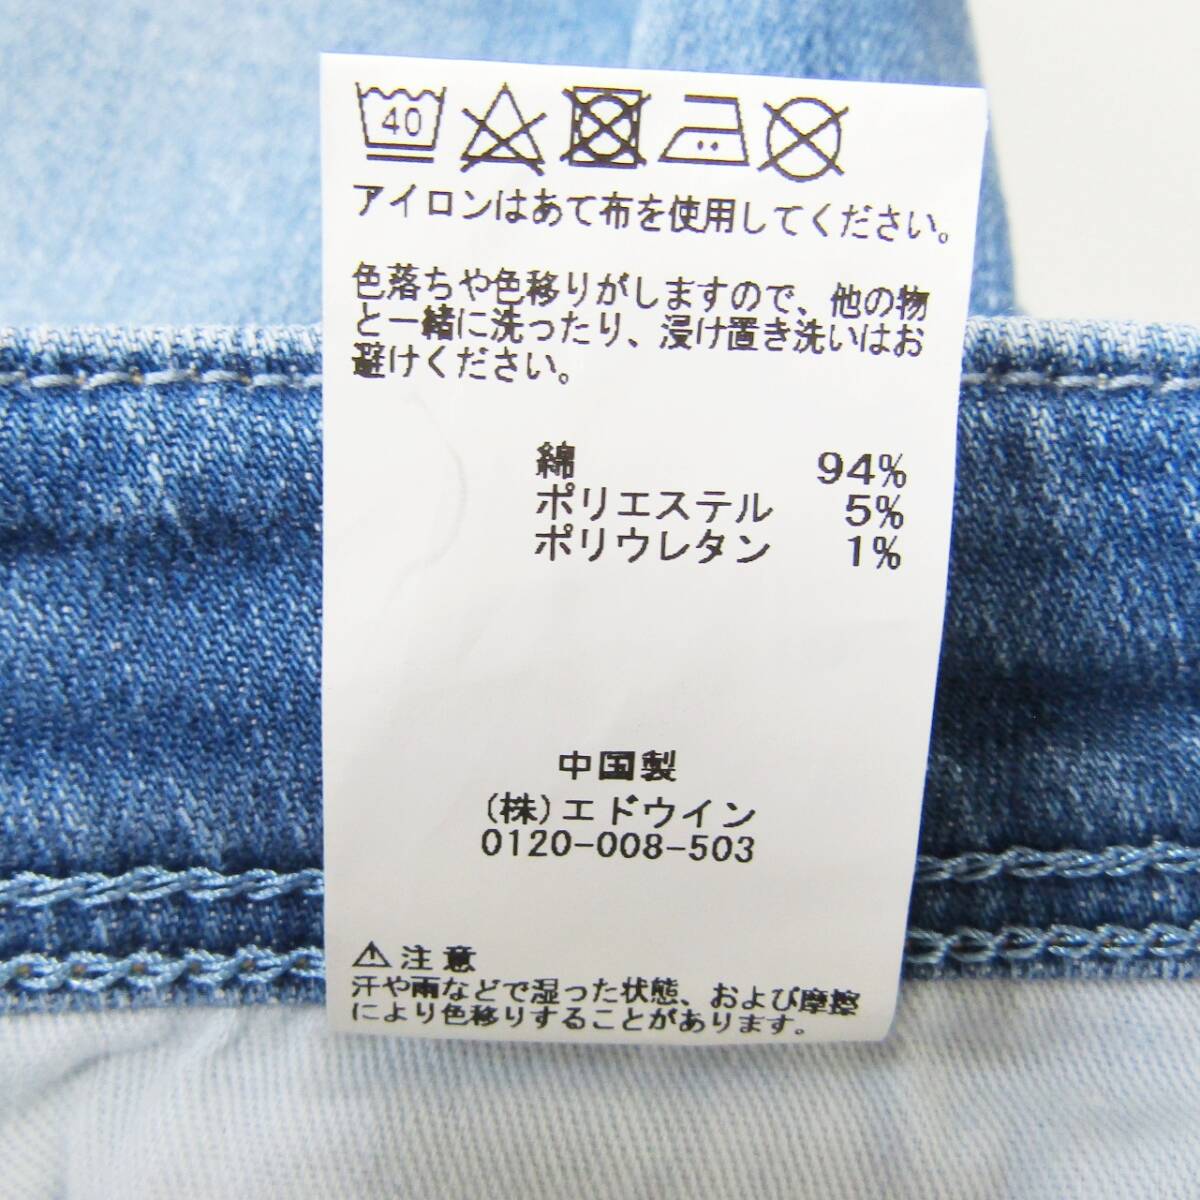 40
アイロンはあて布を使用してください。
色落ちや色移りがしますので、他の物
と一緒に洗ったり、浸け置き洗いはお
避けください。
綿 94%
ポリエステル 5%
ポリウレタン 1%
中国製
(株)エドウイン
0120-008-503
⚠注意
汗や雨などで湿った状態、および摩擦
により色移りすることがあります。